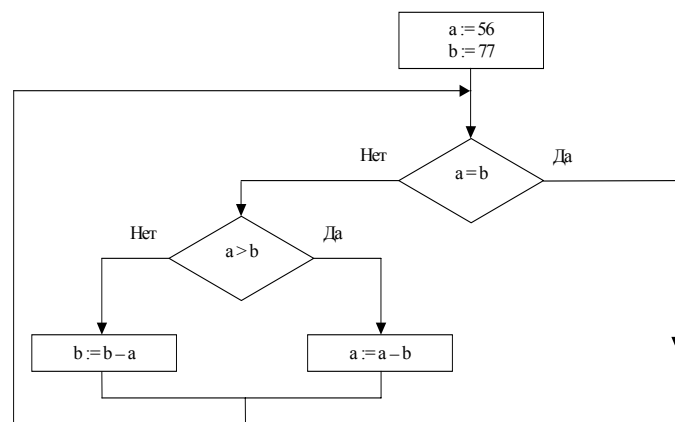 a := 56
b := 77
Нет
Да
a = b
Нет
Да
a > b
b := b – a
a := a – b